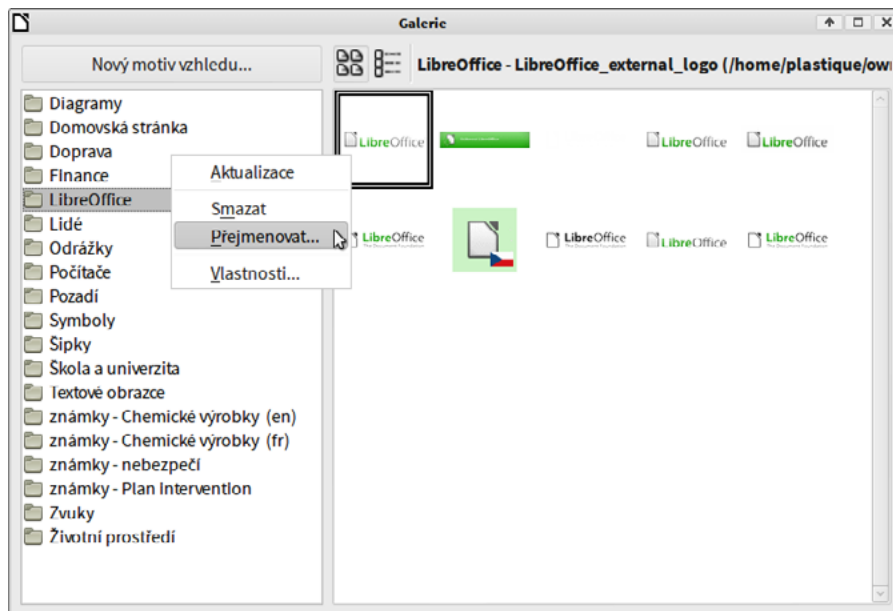 Galerie
Nový motiv vzhledu...
LibreOffice - LibreOffice_external_logo (/home/plastique/ow
Diagramy
Domovská stránka
Doprava
Finance
LibreOffice
Lidé
Odrážky
Počítače
Pozadí
Symboly
Šipky
Škola a univerzita
Textové obrazce
známky - Chemické výrobky (en)
známky - Chemické výrobky (fr)
známky - nebezpečí
známky - Plan Intervention
Zvuky
Životní prostředí
Aktualizace
Smazat
Přejmenovat...
Vlastnosti...
LibreOffice
LibreOffice
LibreOffice
LibreOffice
LibreOffice
LibreOffice
LibreOffice